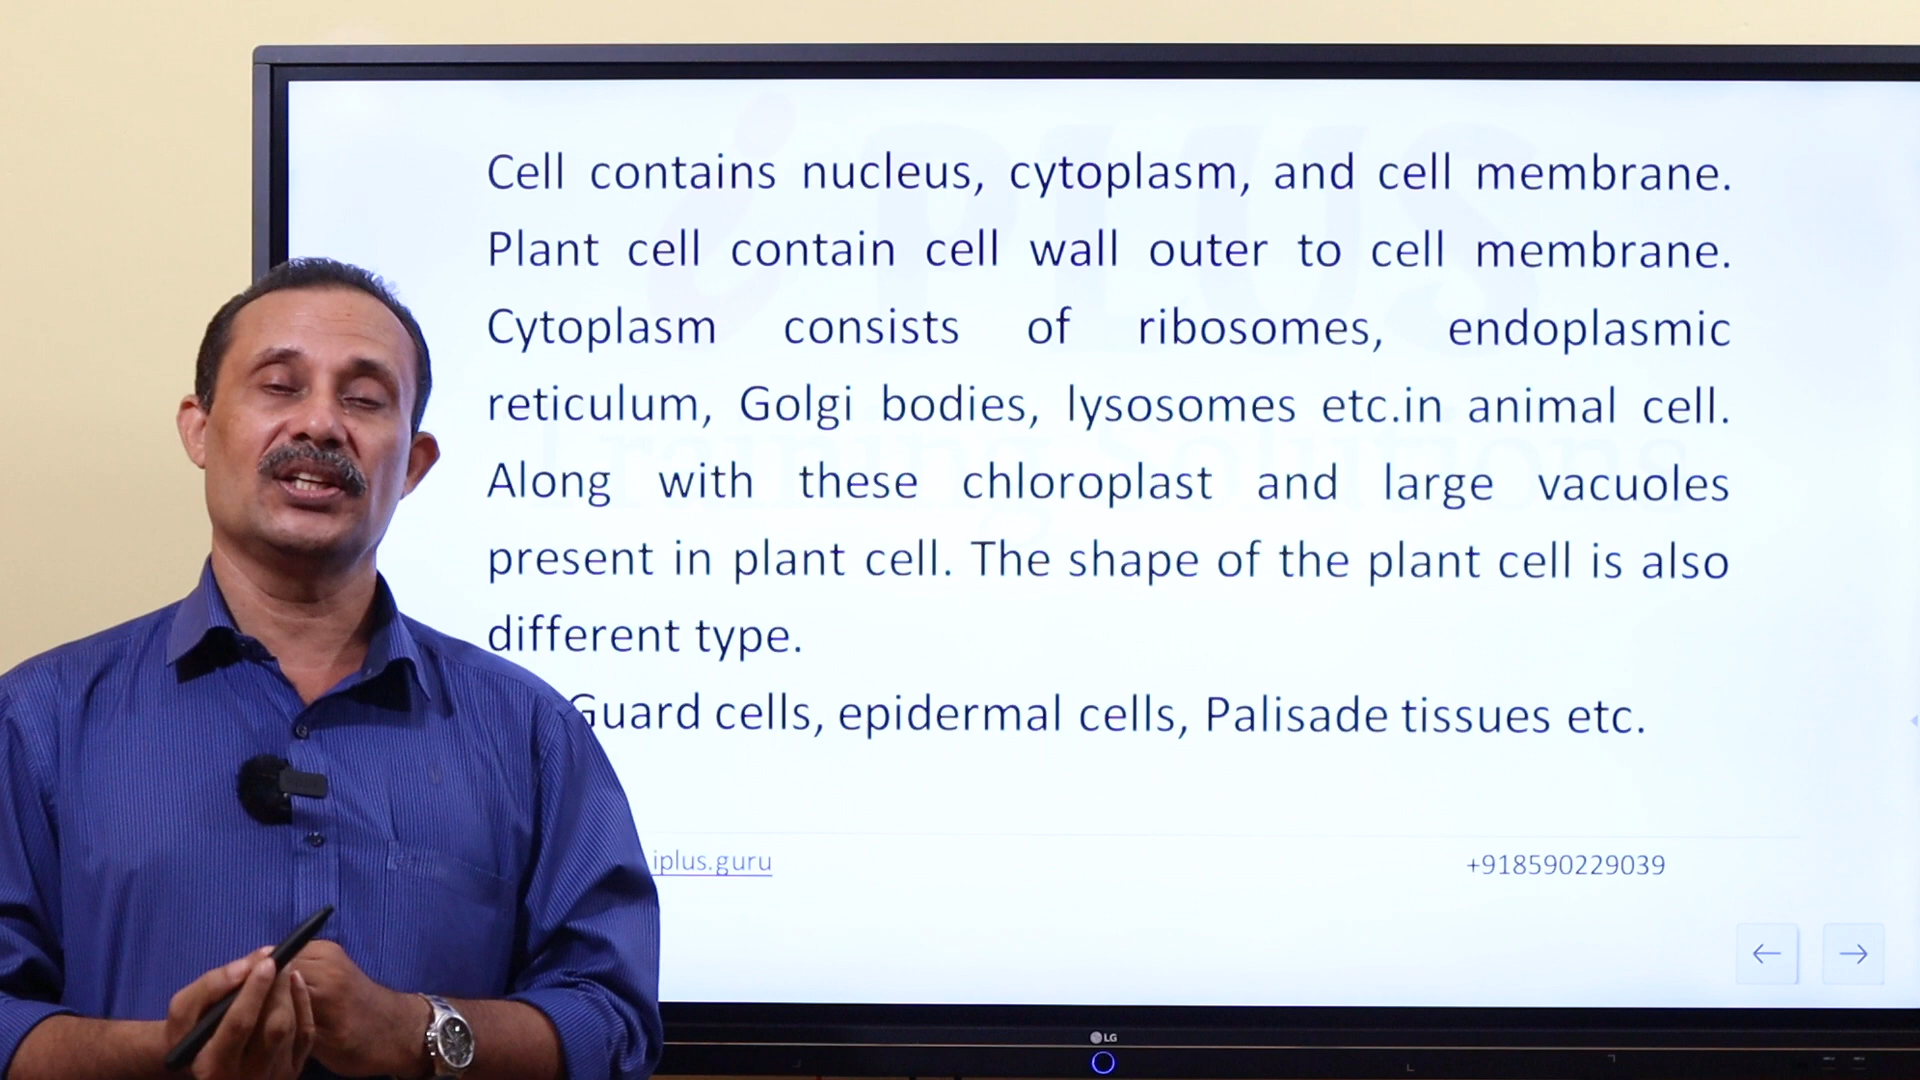 Cell contains nucleus, cytoplasm, and cell membrane.
Plant cell contain cell wall outer to cell membrane.
Cytoplasm consists of ribosomes, endoplasmic
reticulum, Golgi bodies, lysosomes etc.in animal cell.
Along with these chloroplast and large vacuoles
present in plant cell. The shape of the plant cell is also
different type.
Guard cells, epidermal cells, Palisade tissues etc.
iplus.guru
+918590229039
LG
i PLUS
Training Solutions